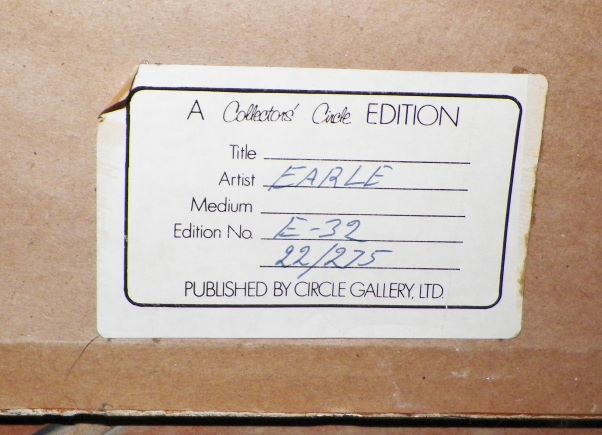 A Collectors' Circle EDITION
Title
Artist EARLE
Medium
Edition No. E-32
22/275
PUBLISHED BY CIRCLE GALLERY, LTD.